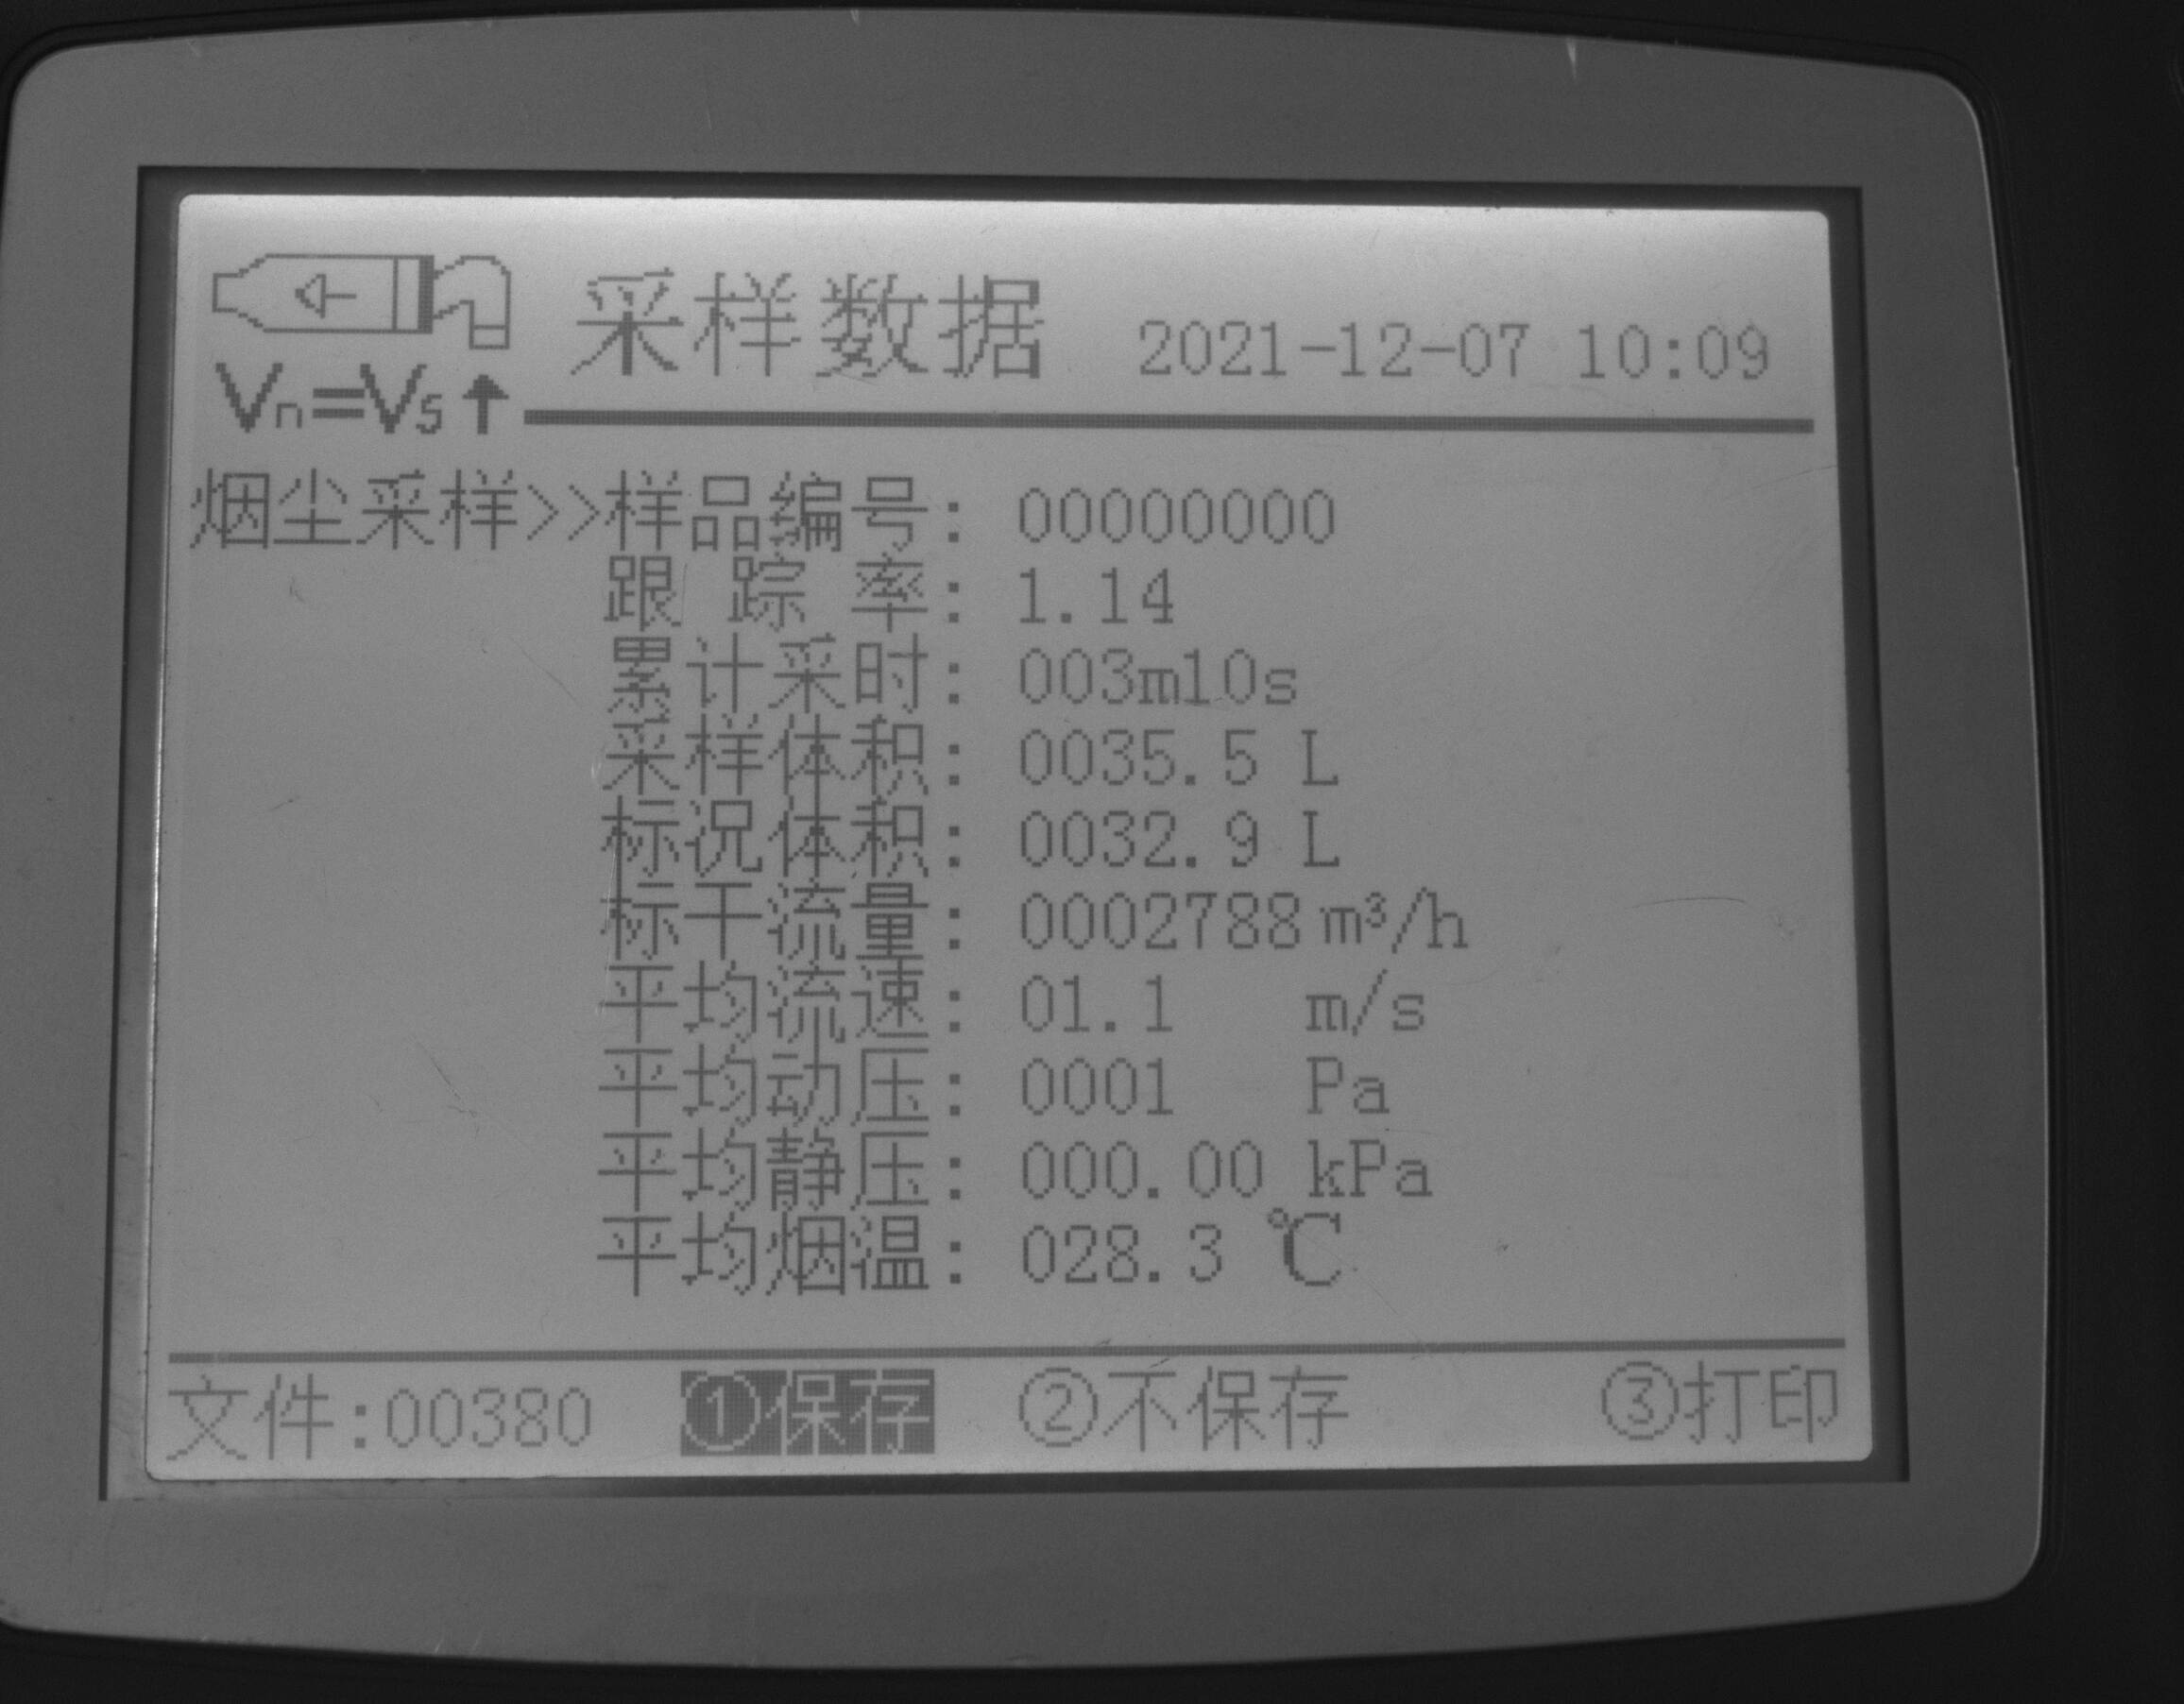 采样数据 2021-12-07 10:09
Vn=Vs↑
烟尘采样>>样品编号: 00000000
跟踪率: 1.14
累计采时: 003m10s
采样体积: 0035.5 L
标况体积: 0032.9 L
标干流量: 0002788 m³/h
平均流速: 01.1 m/s
平均动压: 0001 Pa
平均静压: 000.00 kPa
平均烟温: 028.3 ℃
文件:00380 ①保存 ②不保存 ③打印